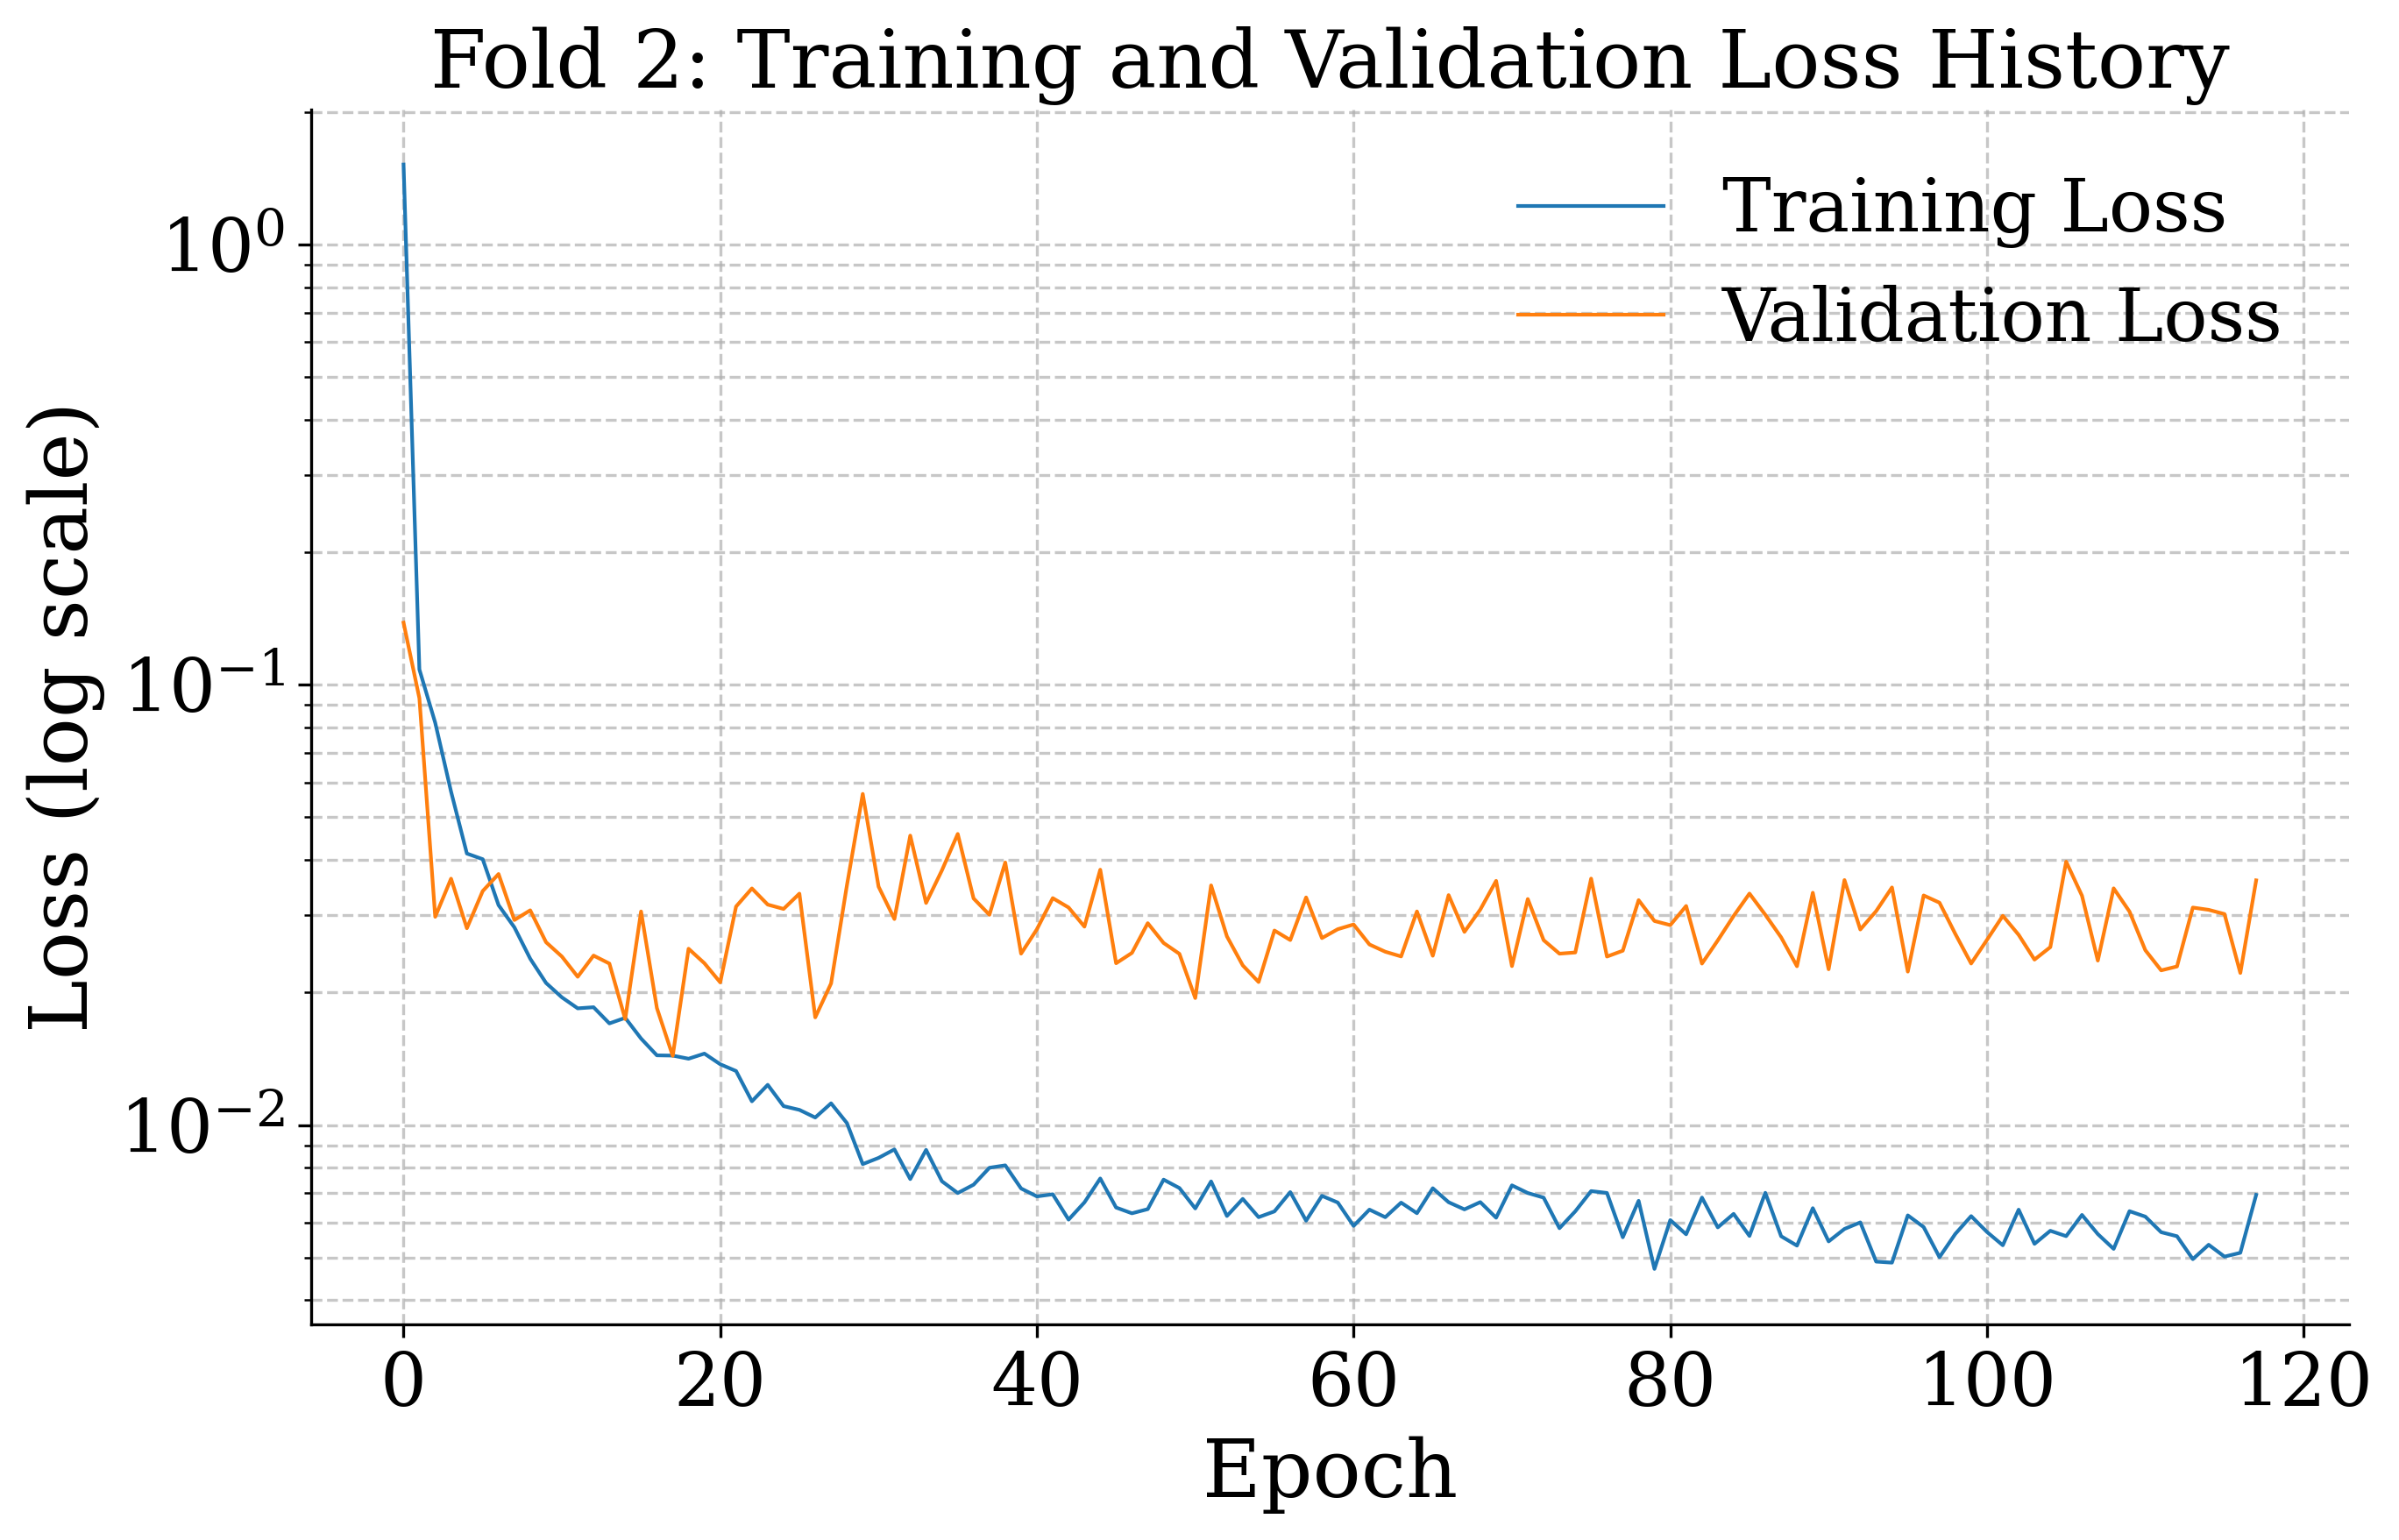 Fold 2: Training and Validation Loss History
Training Loss
Validation Loss
Loss (log scale)
10⁰
10⁻¹
10⁻²
0 20 40 60 80 100 120
Epoch